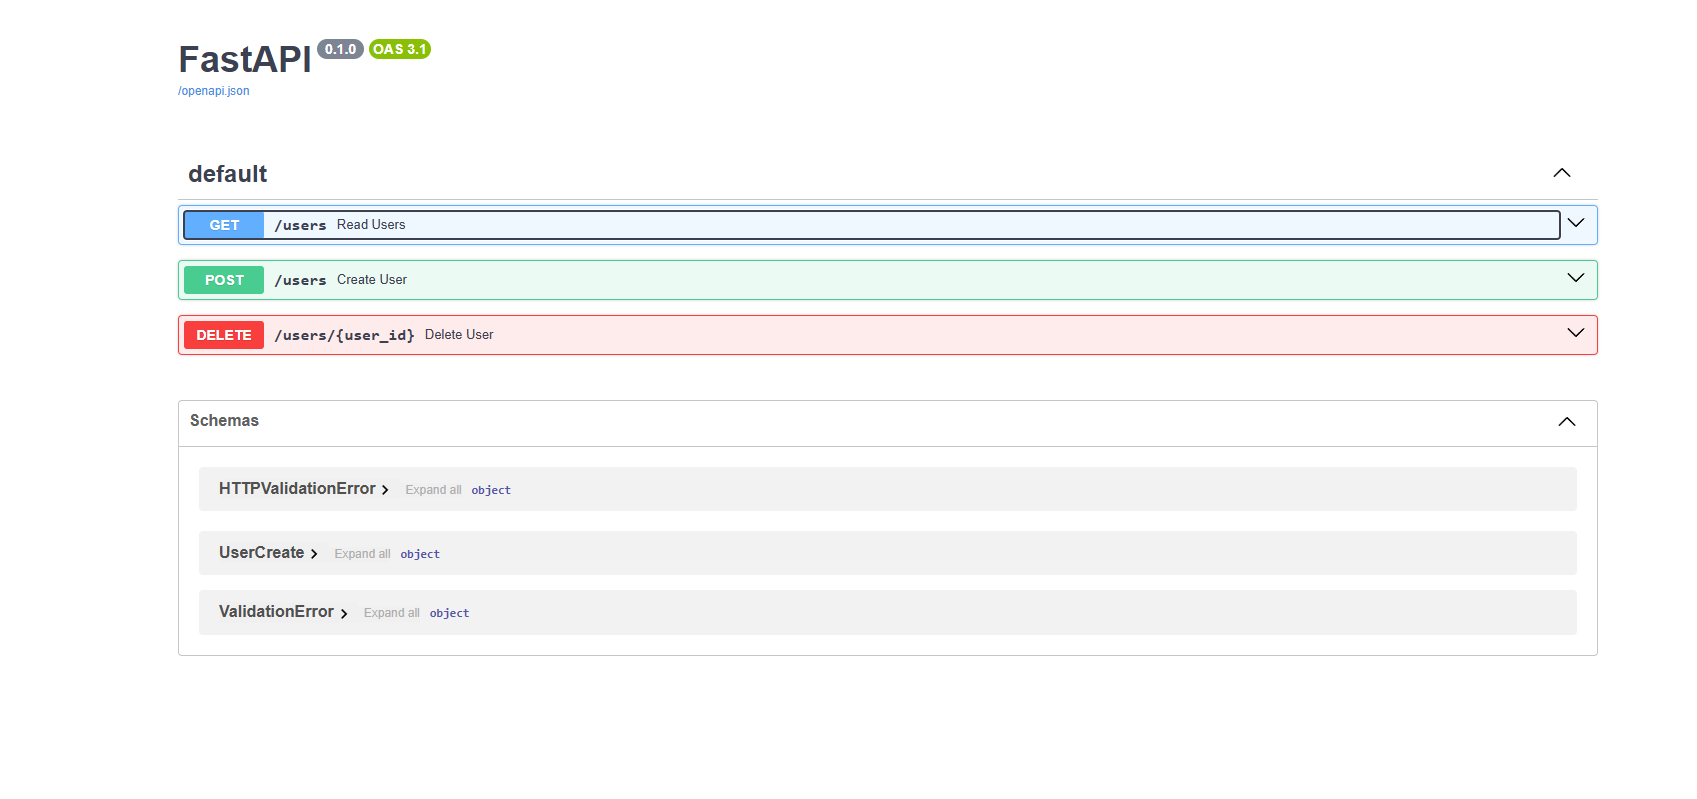 FastAPI 0.1.0 OAS 3.1
/openapi.json
default
GET /users Read Users
POST /users Create User
DELETE /users/{user_id} Delete User
Schemas
HTTPValidationError Expand all object
UserCreate Expand all object
ValidationError Expand all object